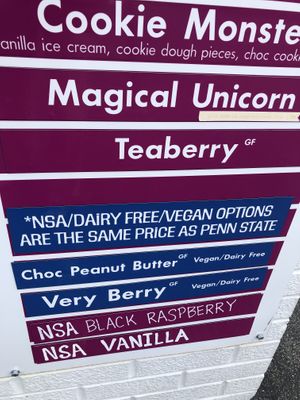 Cookie Monste
anilla ice cream, cookie dough pieces, choc cook
Magical Unicorn
Teaberry GF
*NSA/DAIRY FREE/VEGAN OPTIONS
ARE THE SAME PRICE AS PENN STATE
Choc Peanut Butter GF Vegan/Dairy Free
Very Berry GF Vegan/Dairy Free
NSA BLACK RASPBERRY
NSA VANILLA